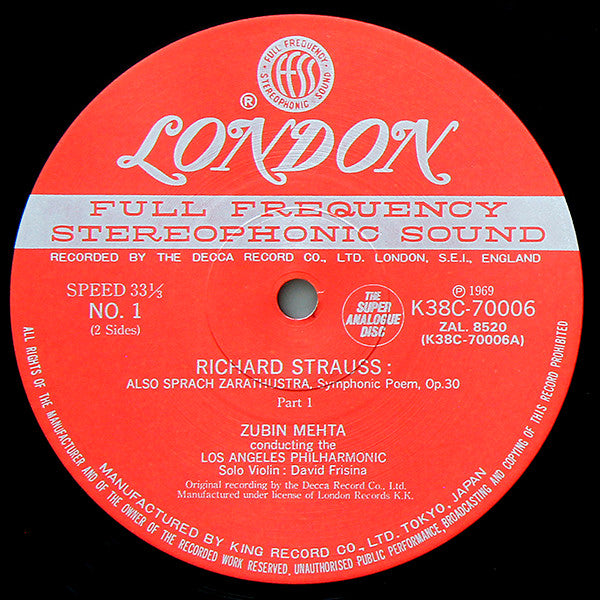 FULL FREQUENCY
STEREOPHONIC SOUND
FFSS
®
LONDON
FULL FREQUENCY
STEREOPHONIC SOUND
RECORDED BY THE DECCA RECORD CO., LTD. LONDON, S.E.I., ENGLAND
SPEED 33⅓
NO. 1
(2 Sides)
THE
SUPER
ANALOGUE
DISC
℗ 1969
K38C-70006
ZAL. 8520
(K38C-70006A)
RICHARD STRAUSS :
ALSO SPRACH ZARATHUSTRA, Symphonic Poem, Op.30
Part 1
ZUBIN MEHTA
conducting the
LOS ANGELES PHILHARMONIC
Solo Violin : David Frisina
Original recording by the Decca Record Co., Ltd.
Manufactured under license of London Records K.K.
MANUFACTURED BY KING RECORD CO., LTD. TOKYO, JAPAN
ALL RIGHTS OF THE MANUFACTURER AND OF THE OWNER OF THE RECORDED WORK RESERVED. UNAUTHORISED PUBLIC PERFORMANCE, BROADCASTING AND COPYING OF THIS RECORD PROHIBITED